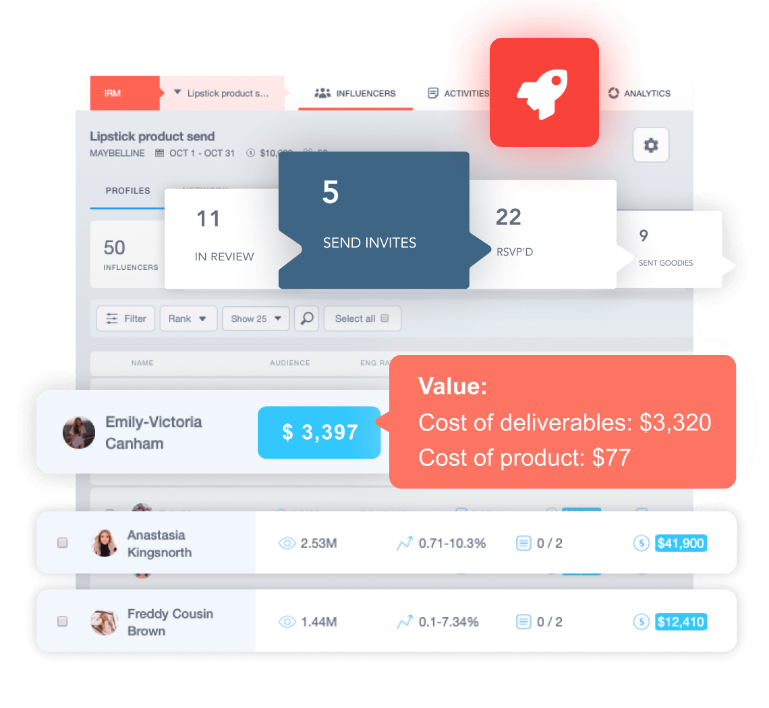 IRM
Lipstick product s...
INFLUENCERS
ACTIVITIES
ANALYTICS
Lipstick product send
MAYBELLINE OCT 1 - OCT 31
PROFILES
50
INFLUENCERS
11
IN REVIEW
5
SEND INVITES
22
RSVP'D
9
SENT GOODIES
Filter
Rank
Show 25
Select all
NAME
AUDIENCE
ENG
Emily-Victoria
Canham
$ 3,397
Value:
Cost of deliverables: $3,320
Cost of product: $77
Anastasia
Kingsnorth
2.53M
0.71-10.3%
0 / 2
$41,900
Freddy Cousin
Brown
1.44M
0.1-7.34%
0 / 2
$12,410